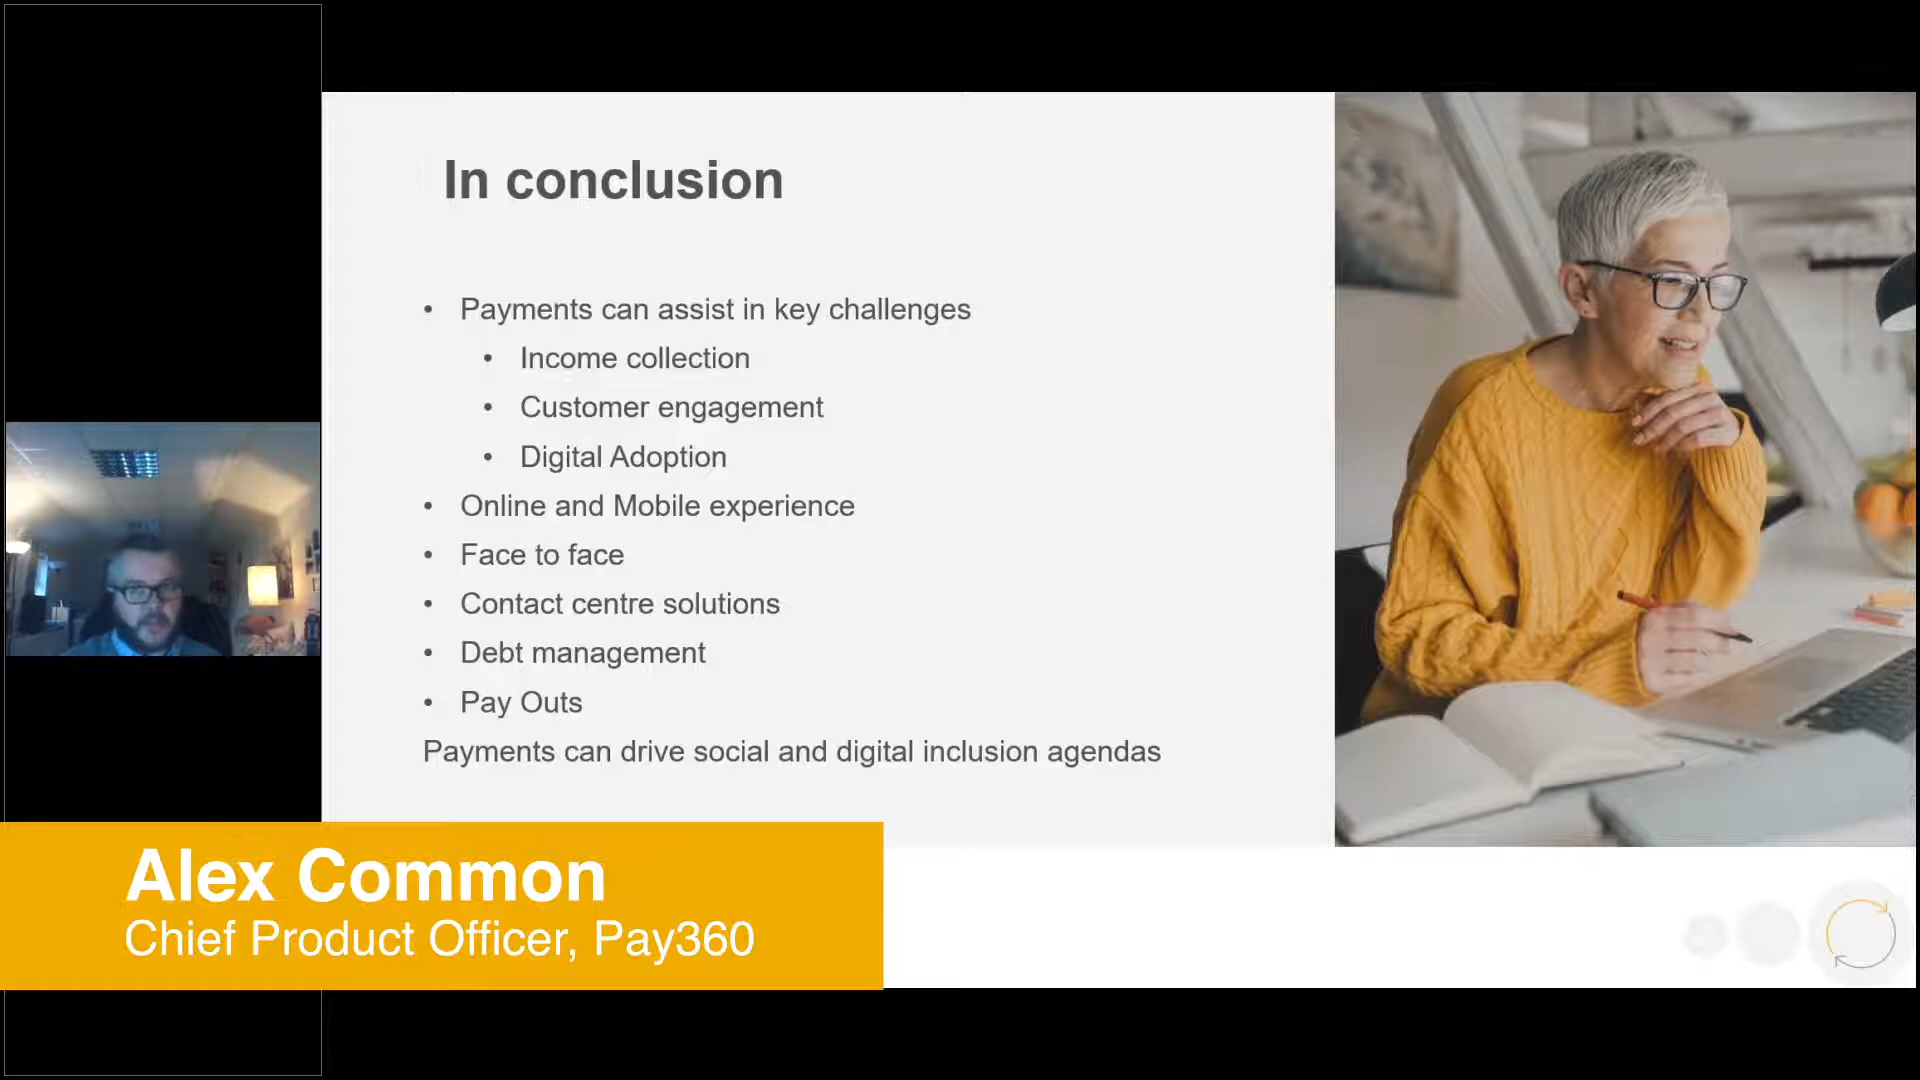 In conclusion
• Payments can assist in key challenges
• Income collection
• Customer engagement
• Digital Adoption
• Online and Mobile experience
• Face to face
• Contact centre solutions
• Debt management
• Pay Outs
Payments can drive social and digital inclusion agendas
Alex Common
Chief Product Officer, Pay360